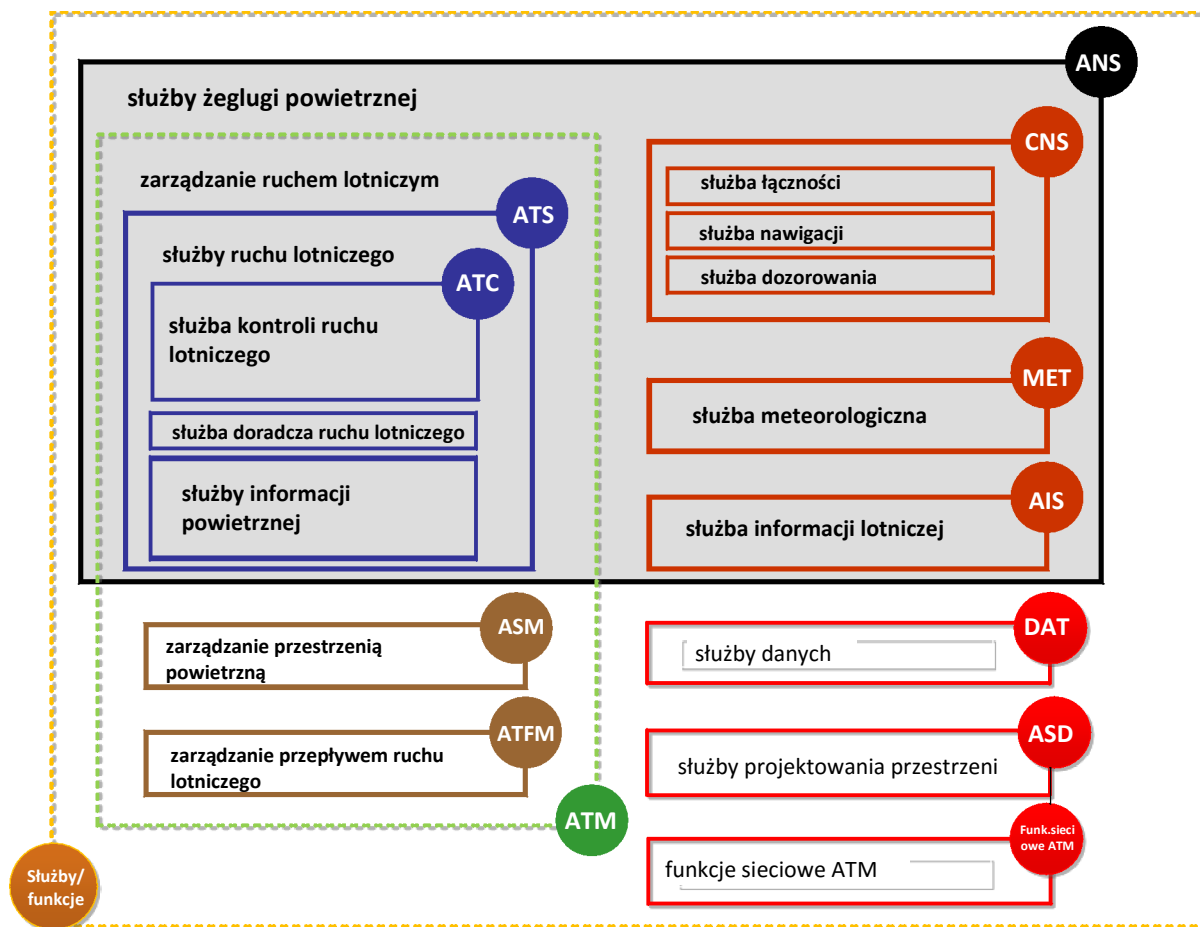 ANS
służby żeglugi powietrznej
zarządzanie ruchem lotniczym
ATS
służby ruchu lotniczego
ATC
służba kontroli ruchu
lotniczego
służba doradcza ruchu lotniczego
służby informacji
powietrznej
CNS
służba łączności
służba nawigacji
służba dozorowania
MET
służba meteorologiczna
AIS
służba informacji lotniczej
ASM
zarządzanie przestrzenią
powietrzną
ATFM
zarządzanie przepływem ruchu
lotniczego
ATM
DAT
służby danych
ASD
służby projektowania przestrzeni
Funk.sieci
owe ATM
funkcje sieciowe ATM
Służby/
funkcje